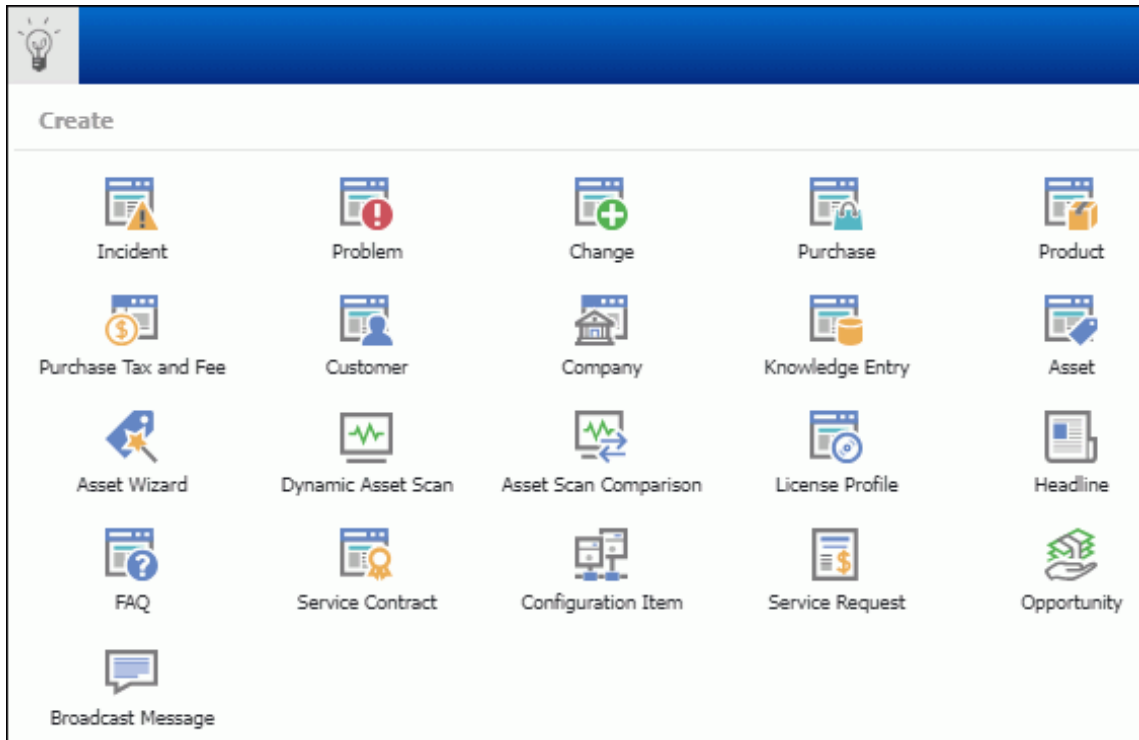 Create
Incident Problem Change Purchase Product
Purchase Tax and Fee Customer Company Knowledge Entry Asset
Asset Wizard Dynamic Asset Scan Asset Scan Comparison License Profile Headline
FAQ Service Contract Configuration Item Service Request Opportunity
Broadcast Message